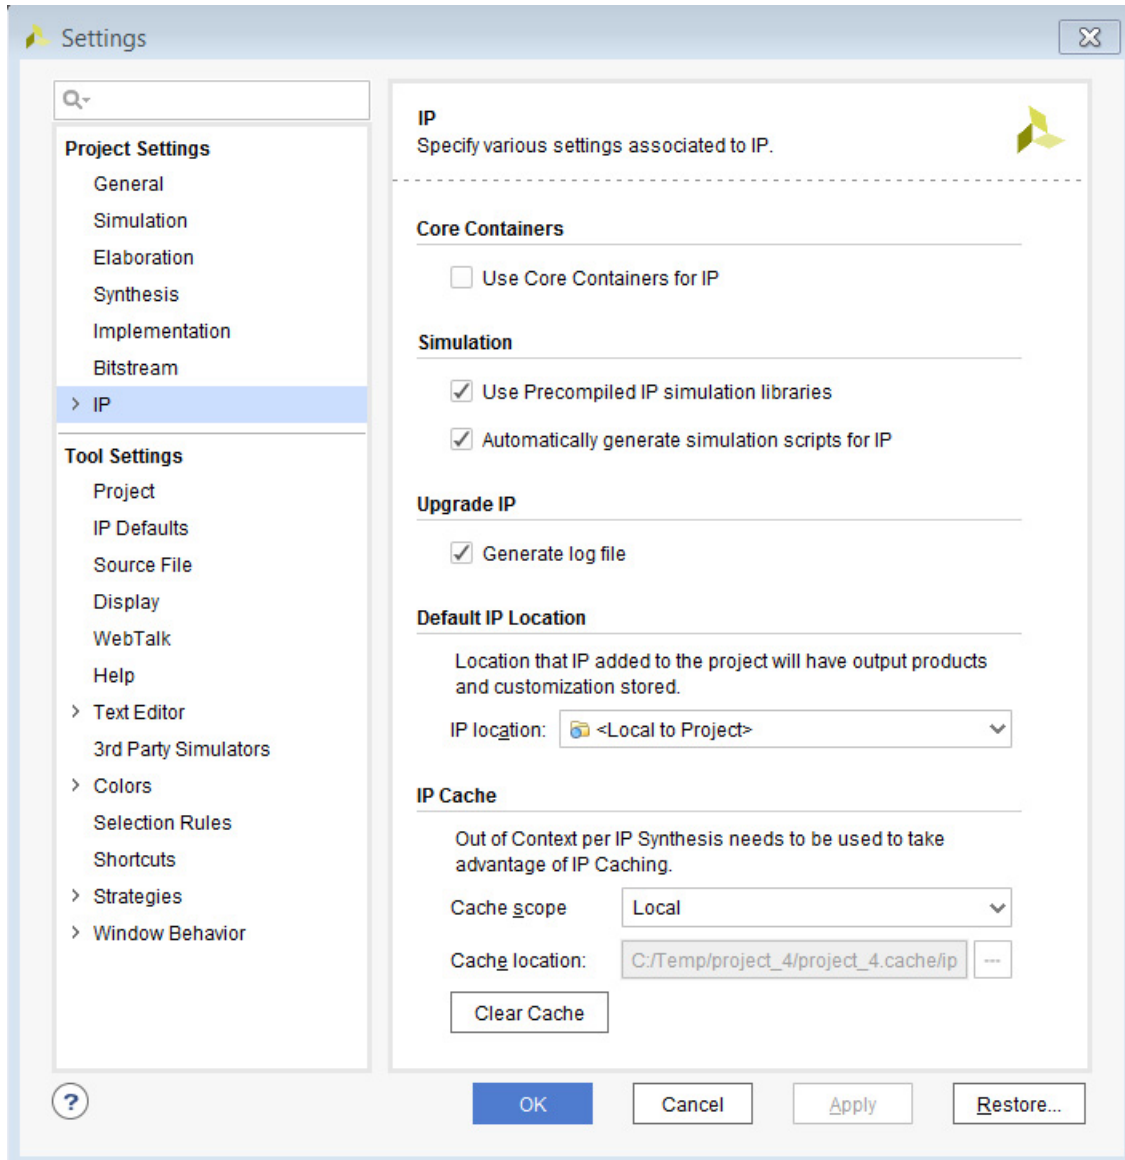 Settings
Project Settings
General
Simulation
Elaboration
Synthesis
Implementation
Bitstream
IP
Tool Settings
Project
IP Defaults
Source File
Display
WebTalk
Help
Text Editor
3rd Party Simulators
Colors
Selection Rules
Shortcuts
Strategies
Window Behavior
IP
Specify various settings associated to IP.
Core Containers
Use Core Containers for IP
Simulation
Use Precompiled IP simulation libraries
Automatically generate simulation scripts for IP
Upgrade IP
Generate log file
Default IP Location
Location that IP added to the project will have output products
and customization stored.
IP location: <Local to Project>
IP Cache
Out of Context per IP Synthesis needs to be used to take
advantage of IP Caching.
Cache scope Local
Cache location: C:/Temp/project_4/project_4.cache/ip ...
Clear Cache
? OK Cancel Apply Restore...